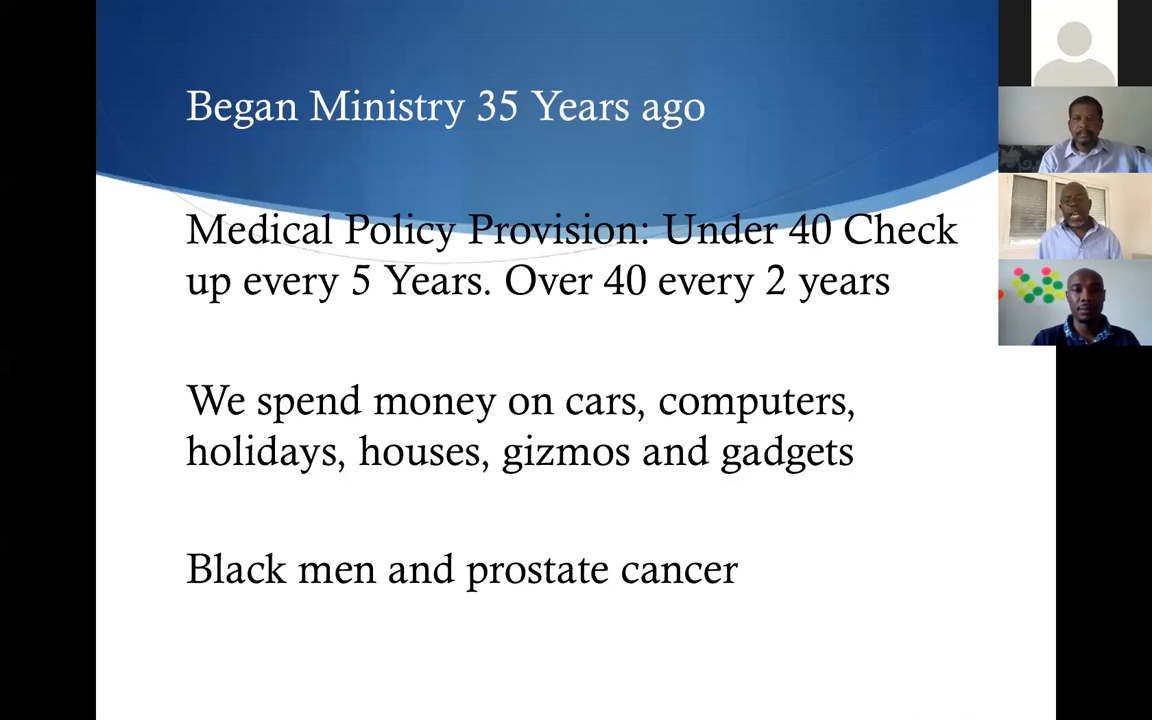 Began Ministry 35 Years ago
Medical Policy Provision: Under 40 Check
up every 5 Years. Over 40 every 2 years
We spend money on cars, computers,
holidays, houses, gizmos and gadgets
Black men and prostate cancer